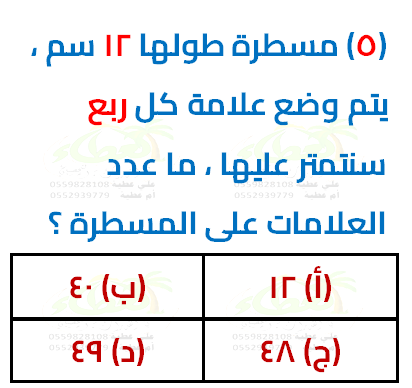 (٥) مسطرة طولها ١٢ سم ،
يتم وضع علامة كل ربع
سنتمتر عليها ، ما عدد
العلامات على المسطرة ؟
(أ) ١٢
(ب) ٤٠
(ج) ٤٨
(د) ٤٩